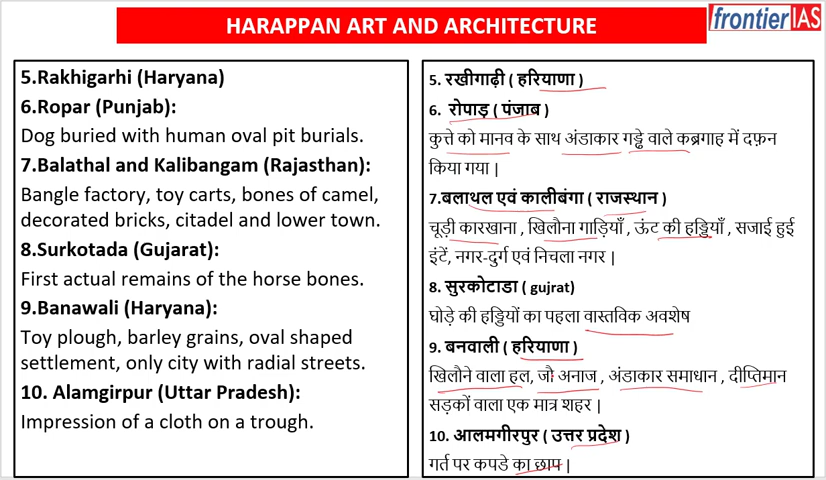 HARAPPAN ART AND ARCHITECTURE
frontierIAS
5.Rakhigarhi (Haryana)
6.Ropar (Punjab):
Dog buried with human oval pit burials.
7.Balathal and Kalibangam (Rajasthan):
Bangle factory, toy carts, bones of camel,
decorated bricks, citadel and lower town.
8.Surkotada (Gujarat):
First actual remains of the horse bones.
9.Banawali (Haryana):
Toy plough, barley grains, oval shaped
settlement, only city with radial streets.
10. Alamgirpur (Uttar Pradesh):
Impression of a cloth on a trough.
5. रखीगाढ़ी ( हरियाणा )
6. रोपाड़ ( पंजाब )
कुत्ते को मानव के साथ अंडाकार गड्ढे वाले कब्रगाह में दफ़न
किया गया |
7.बलाथल एवं कालीबंगा ( राजस्थान )
चूड़ी कारखाना , खिलौना गाड़ियाँ , ऊंट की हड्डियाँ , सजाई हुई
इंटें, नगर-दुर्ग एवं निचला नगर |
8. सुरकोटाडा ( gujrat)
घोड़े की हड्डियों का पहला वास्तविक अवशेष
9. बनवाली ( हरियाणा )
खिलौने वाला हल, जौ अनाज , अंडाकार समाधान , दीप्तिमान
सड़कों वाला एक मात्र शहर |
10. आलमगीरपुर ( उत्तर प्रदेश )
गर्त पर कपडे का छाप |